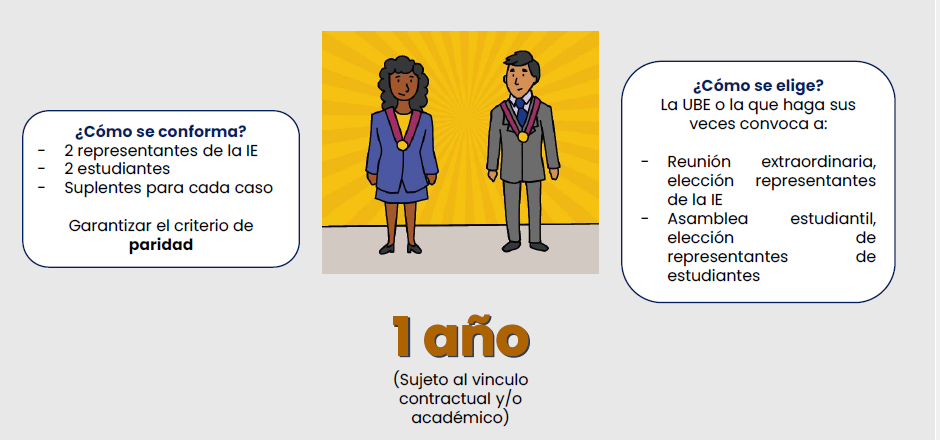 ¿Cómo se conforma?
- 2 representantes de la IE
- 2 estudiantes
- Suplentes para cada caso
Garantizar el criterio de
paridad
¿Cómo se elige?
La UBE o la que haga sus
veces convoca a:
- Reunión extraordinaria,
elección representantes
de la IE
- Asamblea estudiantil,
elección de
representantes de
estudiantes
1 año
(Sujeto al vinculo
contractual y/o
académico)